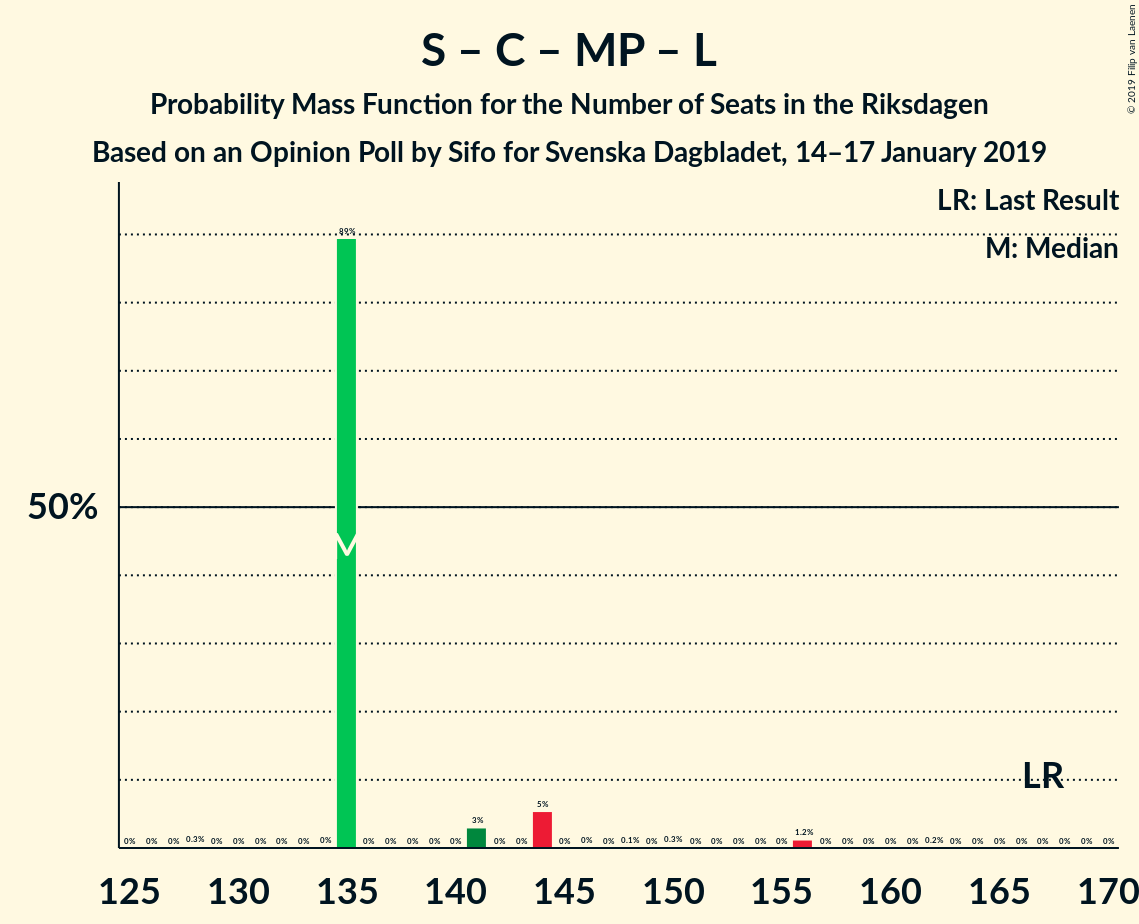 S – C – MP – L
Probability Mass Function for the Number of Seats in the Riksdagen
Based on an Opinion Poll by Sifo for Svenska Dagbladet, 14–17 January 2019
© 2019 Filip van Laenen
LR: Last Result
M: Median
50%
LR
0% 0% 0% 0.3% 0% 0% 0% 0% 0% 0% 89% 0% 0% 0% 0% 0% 3% 0% 0% 5% 0% 0% 0% 0.1% 0% 0.3% 0% 0% 0% 0% 0% 1.2% 0% 0% 0% 0% 0% 0.2% 0% 0% 0% 0% 0% 0% 0% 0%
125 130 135 140 145 150 155 160 165 170